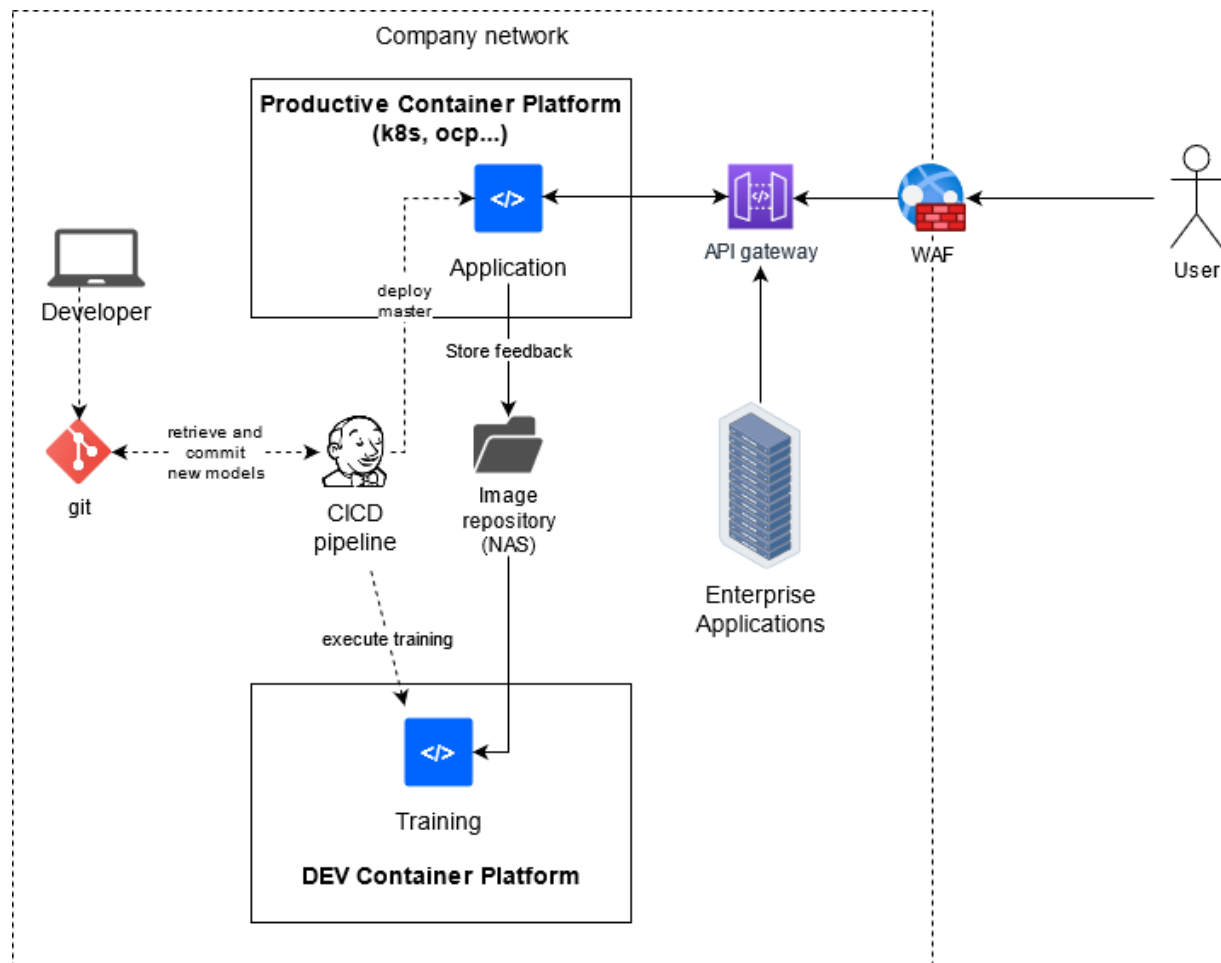 Company network
Productive Container Platform
(k8s, ocp...)
</>
Application
</>
API gateway
WAF
User
Developer
deploy
master
Store feedback
retrieve and
commit
new models
git
CICD
pipeline
Image
repository
(NAS)
Enterprise
Applications
execute training
</>
Training
DEV Container Platform